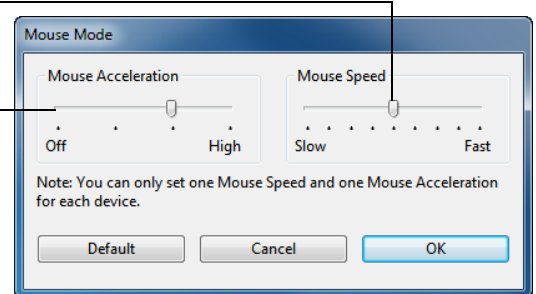 Mouse Mode
Mouse Acceleration
Mouse Speed
Off High
Slow Fast
Note: You can only set one Mouse Speed and one Mouse Acceleration
for each device.
Default Cancel OK